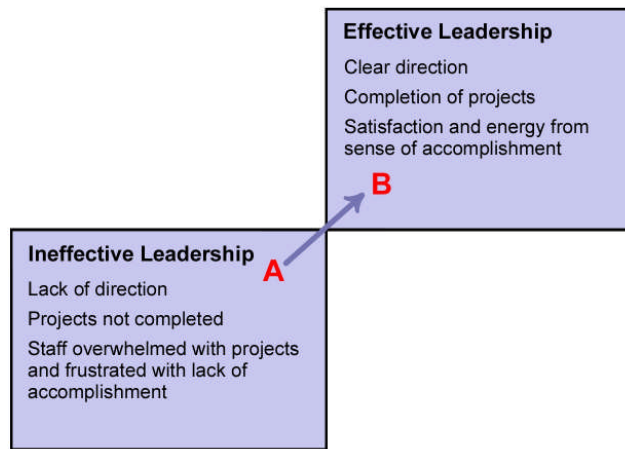 Effective Leadership
Clear direction
Completion of projects
Satisfaction and energy from
sense of accomplishment
B
Ineffective Leadership
A
Lack of direction
Projects not completed
Staff overwhelmed with projects
and frustrated with lack of
accomplishment